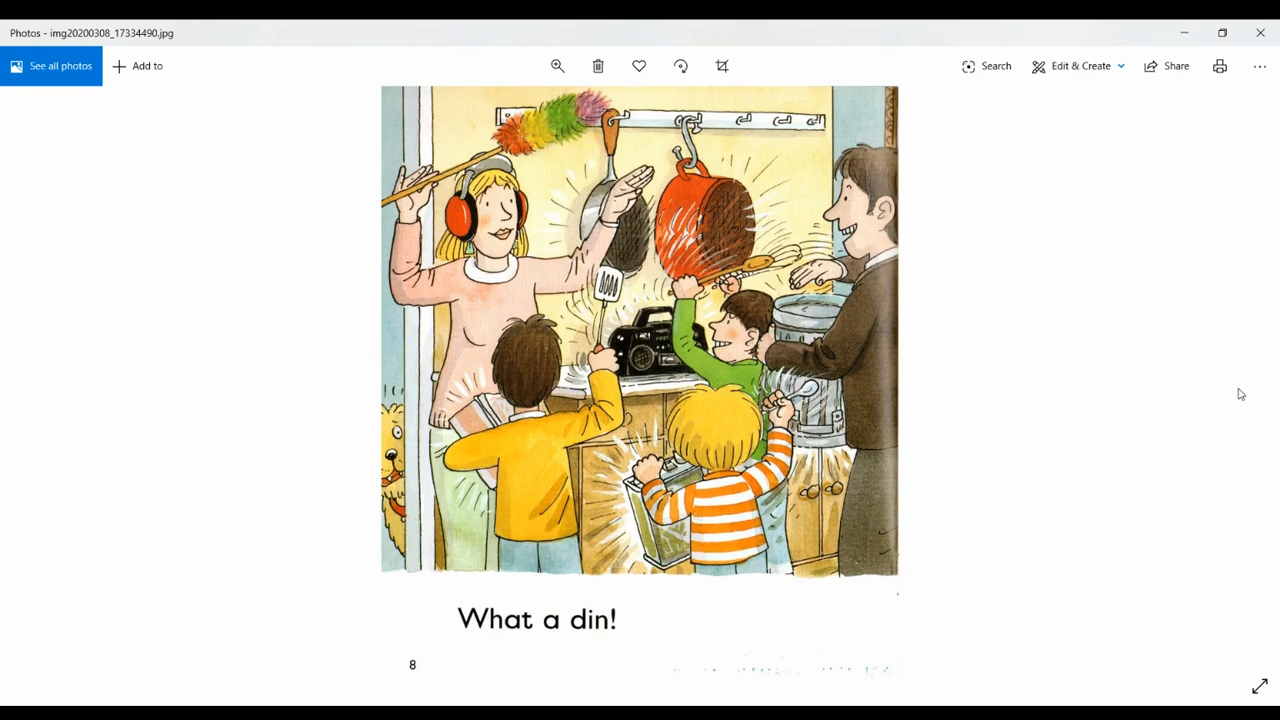 Photos - img20200308_17334490.jpg
See all photos
Add to
Search
Edit & Create
Share
What a din!
8